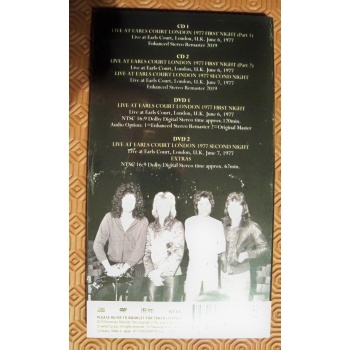 CD 1
LIVE AT EARLS COURT LONDON 1977 FIRST NIGHT (Part 1)
Live at Earls Court, London, U.K. June 6, 1977
Enhanced Stereo Remaster 2019
CD 2
LIVE AT EARLS COURT LONDON 1977 FIRST NIGHT (Part 2)
Live at Earls Court, London, U.K. June 6, 1977
LIVE AT EARLS COURT LONDON 1977 SECOND NIGHT
Live at Earls Court, London, U.K. June 7, 1977
Enhanced Stereo Remaster 2019
DVD 1
LIVE AT EARLS COURT LONDON 1977 FIRST NIGHT
Live at Earls Court, London, U.K. June 6, 1977
NTSC 16:9 Dolby Digital Stereo time approx. 120min.
Audio Option: 1=Enhanced Stereo Remaster 2=Original Master
DVD 2
LIVE AT EARLS COURT LONDON 1977 SECOND NIGHT
Live at Earls Court, London, U.K. June 7, 1977
EXTRAS
NTSC 16:9 Dolby Digital Stereo time approx. 67min.
PLEASE REFER TO BOOKLET FOR TRACK